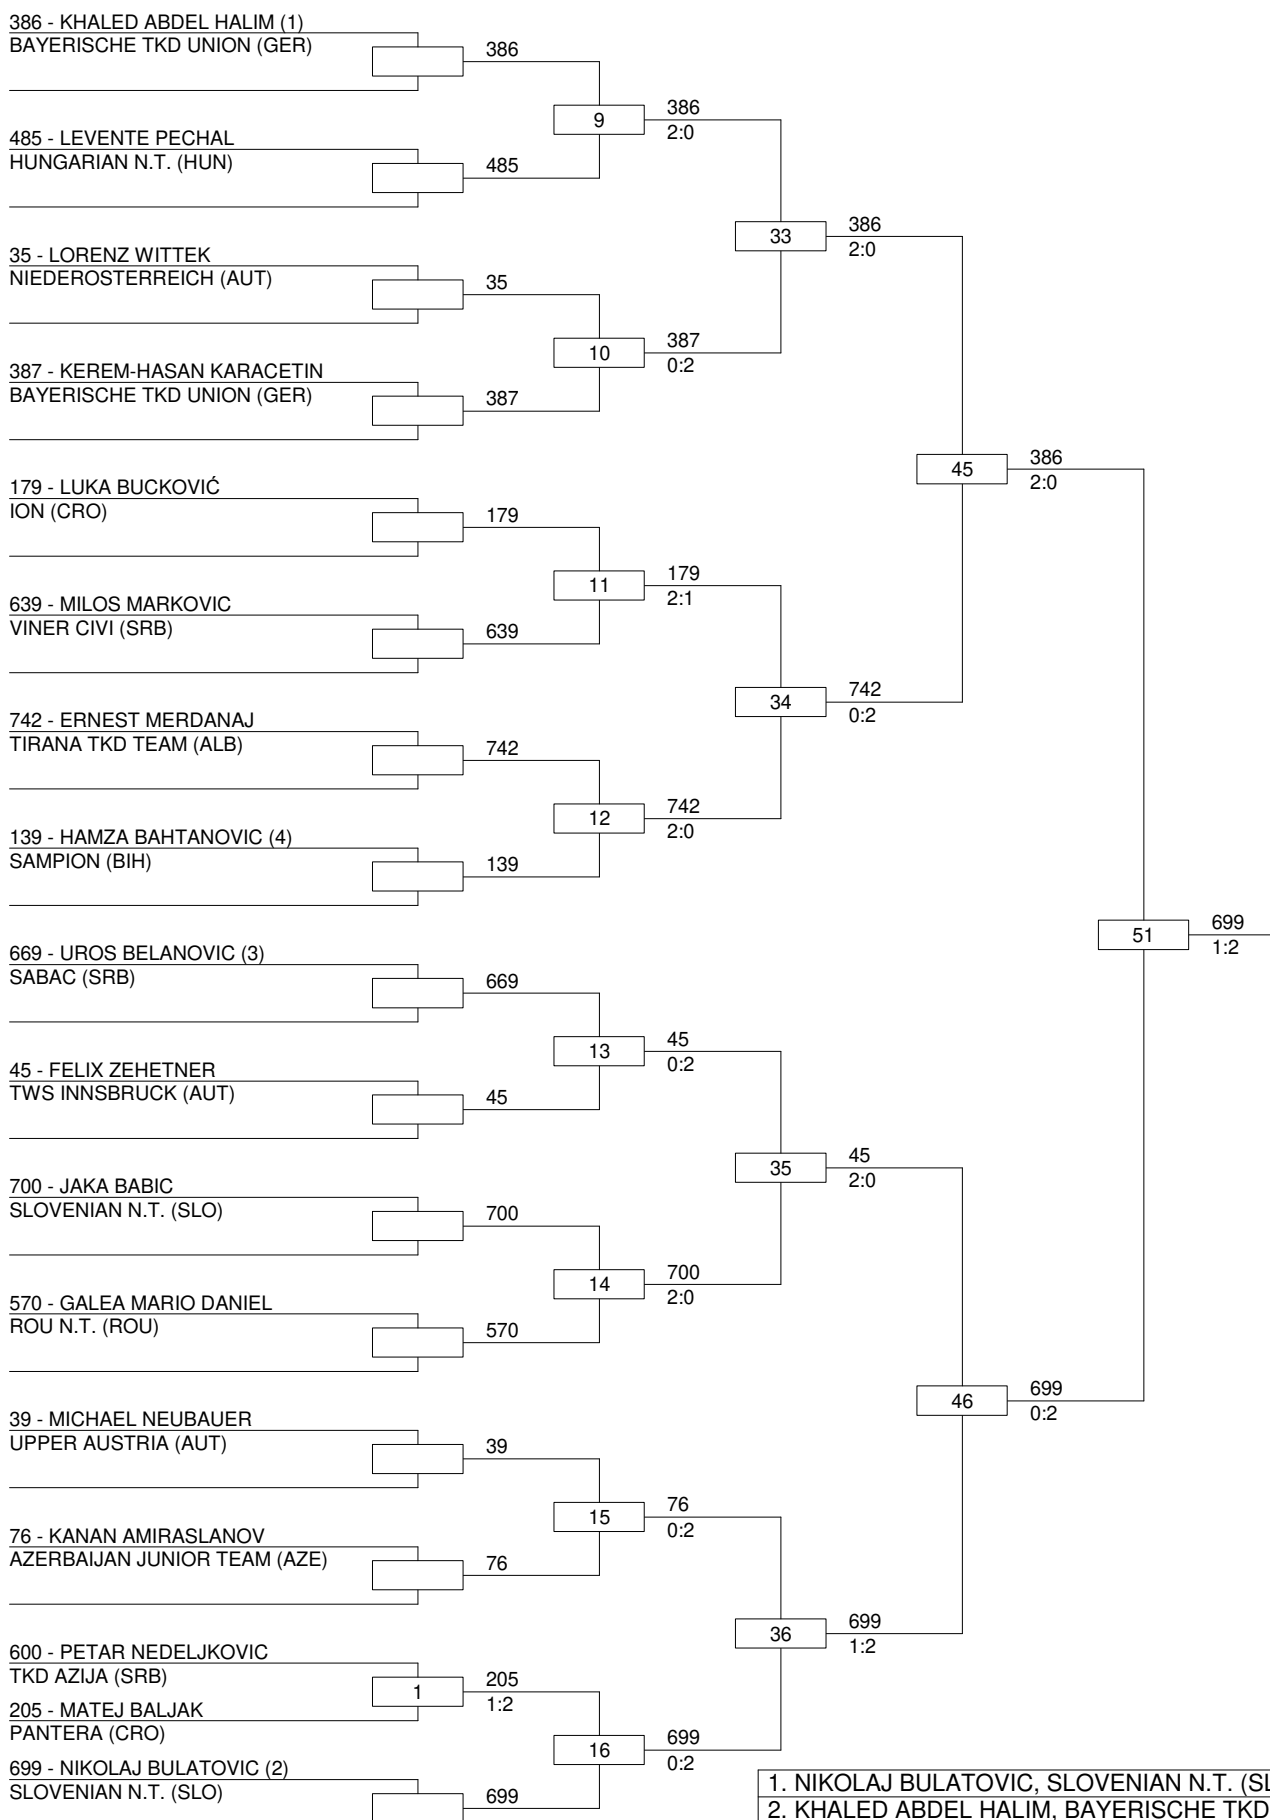 386 - KHALED ABDEL HALIM (1)
BAYERISCHE TKD UNION (GER)
386
9
386
2:0
485 - LEVENTE PECHAL
HUNGARIAN N.T. (HUN)
485
33
386
2:0
35 - LORENZ WITTEK
NIEDEROSTERREICH (AUT)
35
10
387
0:2
387 - KEREM-HASAN KARACETIN
BAYERISCHE TKD UNION (GER)
387
45
386
2:0
179 - LUKA BUCKOVIĆ
ION (CRO)
179
11
179
2:1
639 - MILOS MARKOVIC
VINER CIVI (SRB)
639
34
742
0:2
742 - ERNEST MERDANAJ
TIRANA TKD TEAM (ALB)
742
12
742
2:0
139 - HAMZA BAHTANOVIC (4)
SAMPION (BIH)
139
51
699
1:2
669 - UROS BELANOVIC (3)
SABAC (SRB)
669
13
45
0:2
45 - FELIX ZEHETNER
TWS INNSBRUCK (AUT)
45
35
45
2:0
700 - JAKA BABIC
SLOVENIAN N.T. (SLO)
700
14
700
2:0
570 - GALEA MARIO DANIEL
ROU N.T. (ROU)
570
46
699
0:2
39 - MICHAEL NEUBAUER
UPPER AUSTRIA (AUT)
39
15
76
0:2
76 - KANAN AMIRASLANOV
AZERBAIJAN JUNIOR TEAM (AZE)
76
36
699
1:2
600 - PETAR NEDELJKOVIC
TKD AZIJA (SRB)
1
205
1:2
205 - MATEJ BALJAK
PANTERA (CRO)
16
699
0:2
699 - NIKOLAJ BULATOVIC (2)
SLOVENIAN N.T. (SLO)
699
1. NIKOLAJ BULATOVIC, SLOVENIAN N.T.
2. KHALED ABDEL HALIM, BAYERISCHE TKD